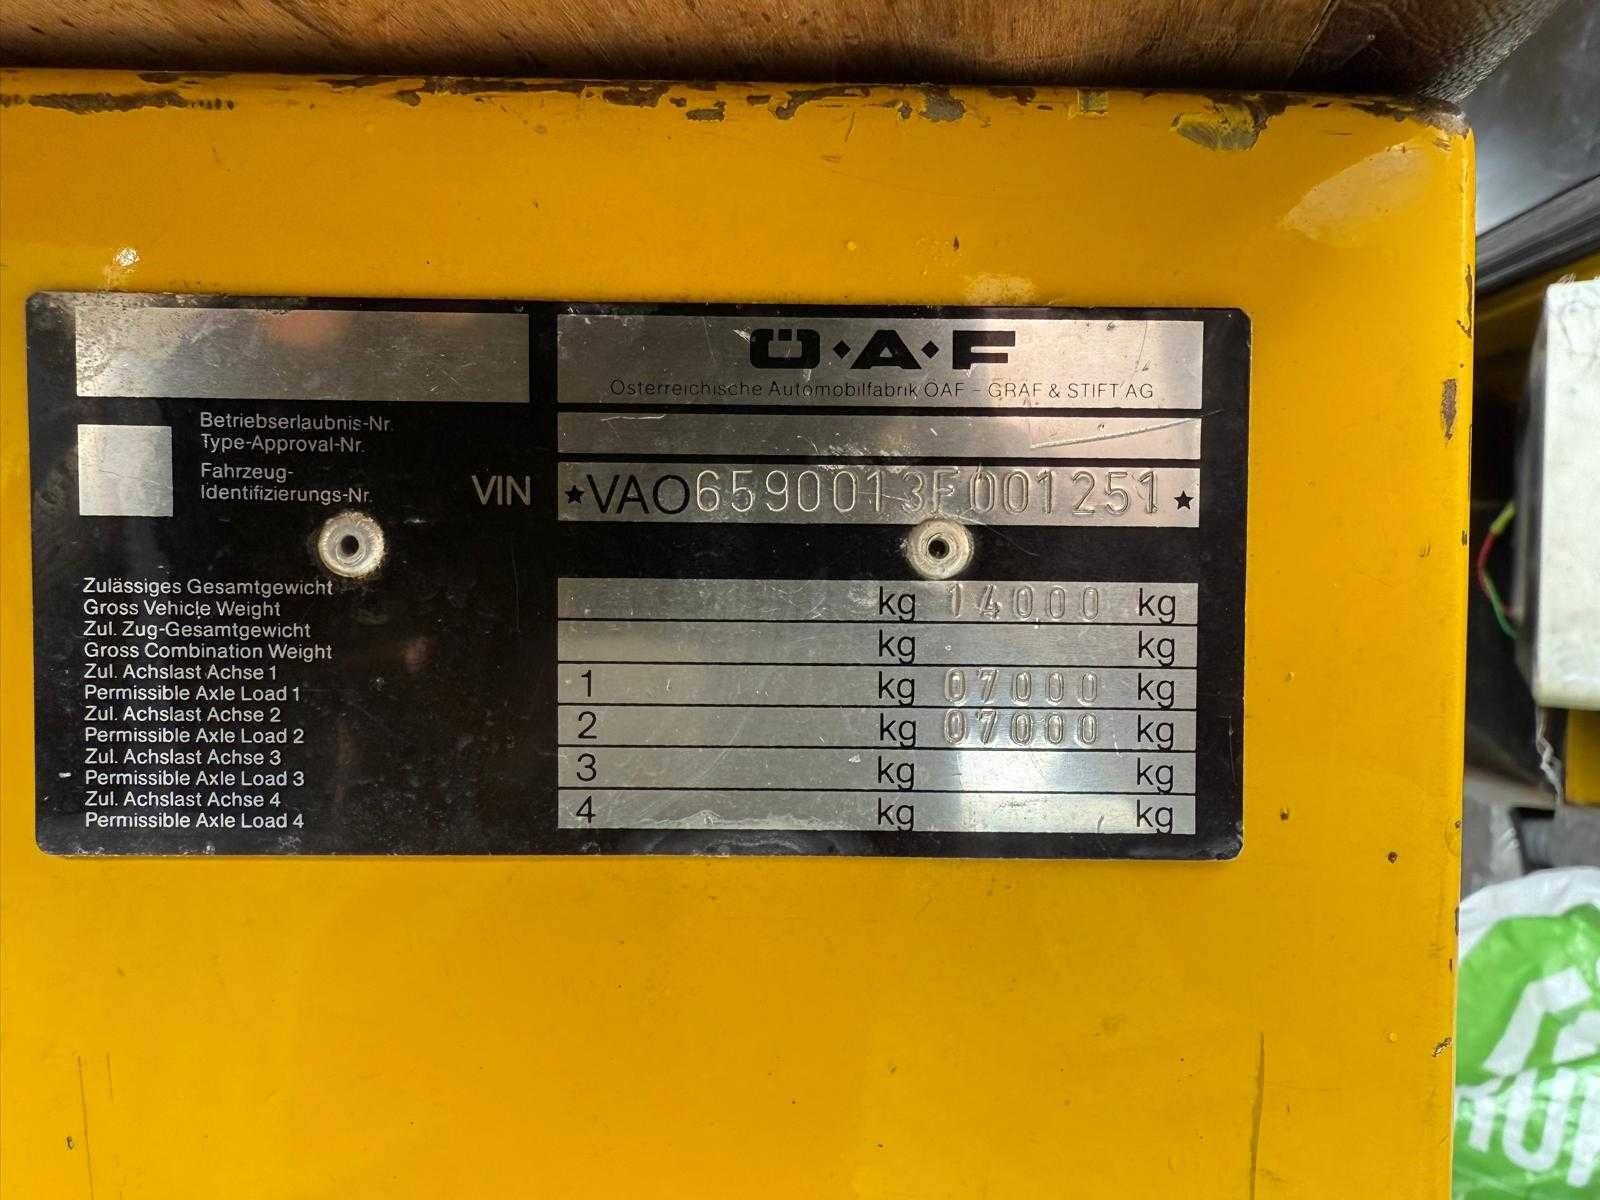 Ö·A·F
Österreichische Automobilfabrik ÖAF - GRÄF & STIFT AG
Betriebserlaubnis-Nr.
Type-Approval-Nr.
Fahrzeug-
Identifizierungs-Nr. VIN ★VAO6590013F001251★
Zulässiges Gesamtgewicht
Gross Vehicle Weight kg 14000 kg
Zul. Zug-Gesamtgewicht
Gross Combination Weight kg kg
Zul. Achslast Achse 1
Permissible Axle Load 1 1 kg 07000 kg
Zul. Achslast Achse 2
Permissible Axle Load 2 2 kg 07000 kg
Zul. Achslast Achse 3
Permissible Axle Load 3 3 kg kg
Zul. Achslast Achse 4
Permissible Axle Load 4 4 kg kg